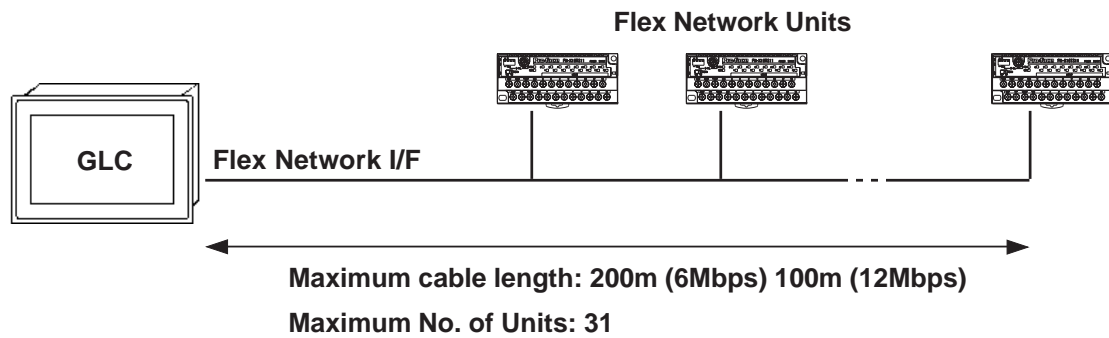 Flex Network Units
GLC
Flex Network I/F
Maximum cable length: 200m (6Mbps) 100m (12Mbps)
Maximum No. of Units: 31